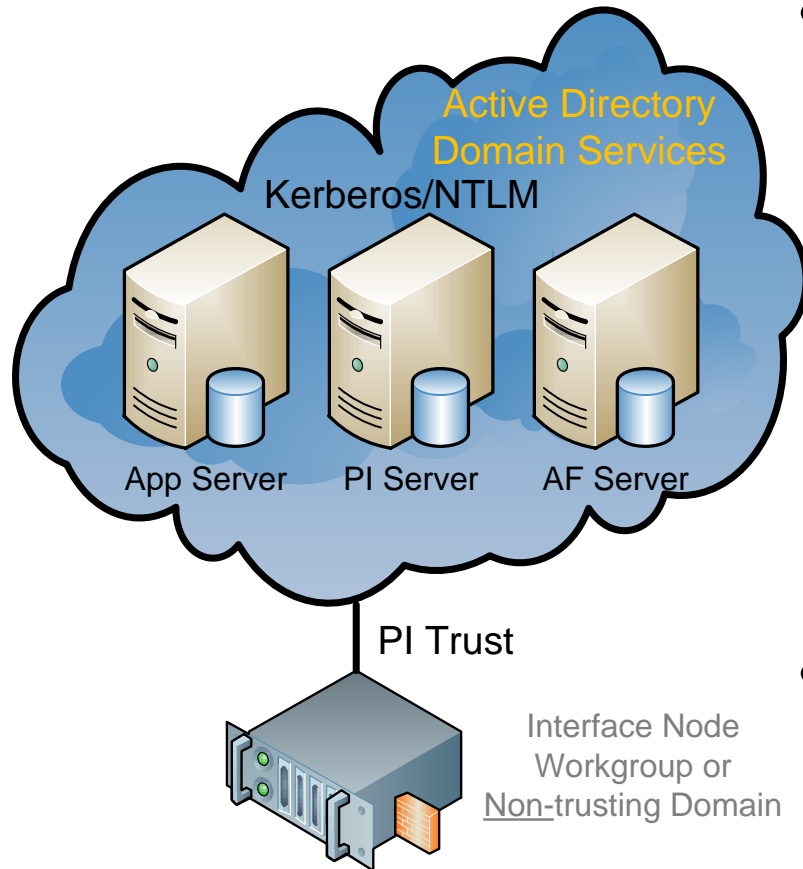 Active Directory
Domain Services
Kerberos/NTLM
App Server
PI Server
AF Server
PI Trust
Interface Node
Workgroup or
Non-trusting Domain